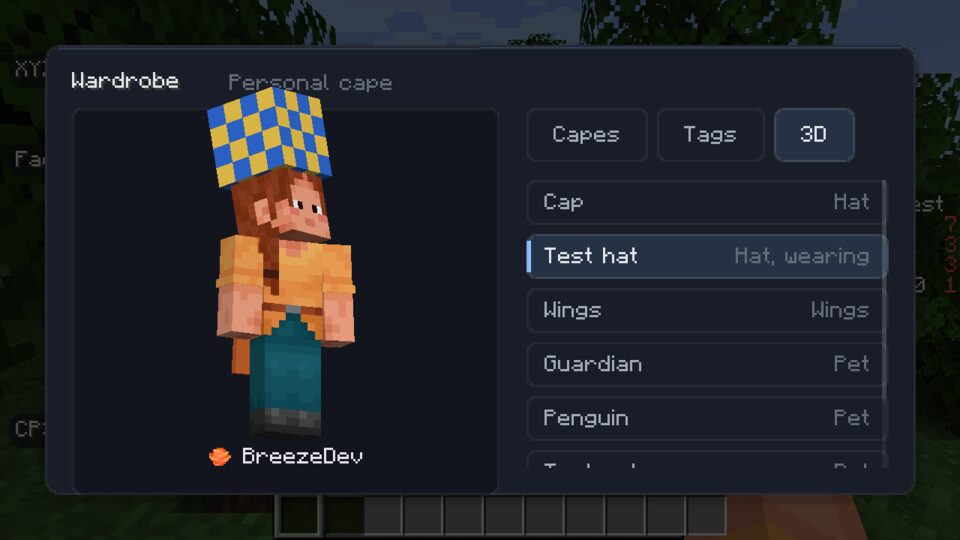 Wardrobe
Personal cape
Capes
Tags
3D
Cap
Hat
Test hat
Hat, wearing
Wings
Wings
Guardian
Pet
Penguin
Pet
BreezeDev